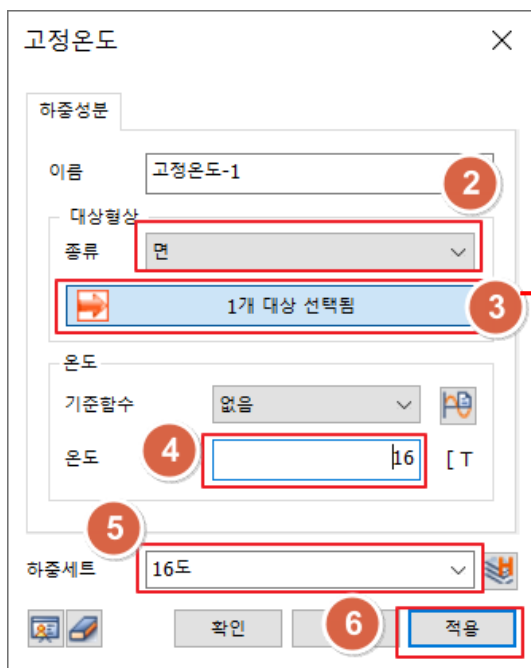 고정온도
하중성분
이름 고정온도-1 2
대상형상
종류 면
1개 대상 선택됨 3
온도
기준함수 없음
온도 4 16 [ T
5
하중세트 16도
확인 6 적용